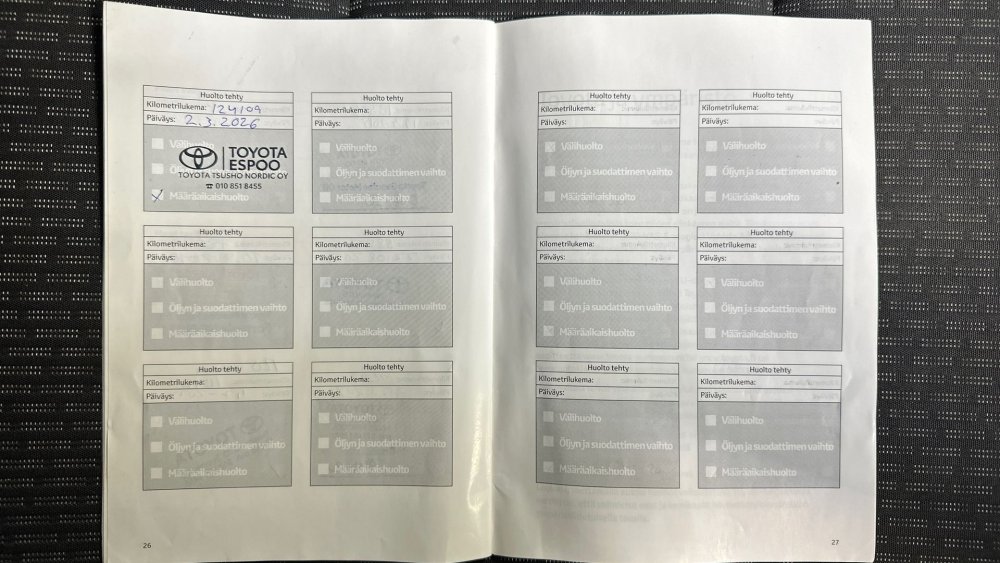 Huolto tehty
Kilometrilukema: 124109
Päiväys: 2.3.2026
Välihuolto
TOYOTA
ESPOO
TOYOTA TSUSHO NORDIC OY
☎ 010 851 8455
Määräaikaishuolto
Huolto tehty
Kilometrilukema:
Päiväys:
Välihuolto
Öljyn ja suodattimen vaihto
Määräaikaishuolto
Huolto tehty
Kilometrilukema:
Päiväys:
Välihuolto
Öljyn ja suodattimen vaihto
Määräaikaishuolto
Huolto tehty
Kilometrilukema:
Päiväys:
Välihuolto
Öljyn ja suodattimen vaihto
Määräaikaishuolto
Huolto tehty
Kilometrilukema:
Päiväys:
Välihuolto
Öljyn ja suodattimen vaihto
Määräaikaishuolto
Huolto tehty
Kilometrilukema:
Päiväys:
Välihuolto
Öljyn ja suodattimen vaihto
Määräaikaishuolto
26
Huolto tehty
Kilometrilukema:
Päiväys:
Välihuolto
Öljyn ja suodattimen vaihto
Määräaikaishuolto
Huolto tehty
Kilometrilukema:
Päiväys:
Välihuolto
Öljyn ja suodattimen vaihto
Määräaikaishuolto
Huolto tehty
Kilometrilukema:
Päiväys:
Välihuolto
Öljyn ja suodattimen vaihto
Määräaikaishuolto
Huolto tehty
Kilometrilukema:
Päiväys:
Välihuolto
Öljyn ja suodattimen vaihto
Määräaikaishuolto
Huolto tehty
Kilometrilukema:
Päiväys:
Välihuolto
Öljyn ja suodattimen vaihto
Määräaikaishuolto
Huolto tehty
Kilometrilukema:
Päiväys:
Välihuolto
Öljyn ja suodattimen vaihto
Määräaikaishuolto
27